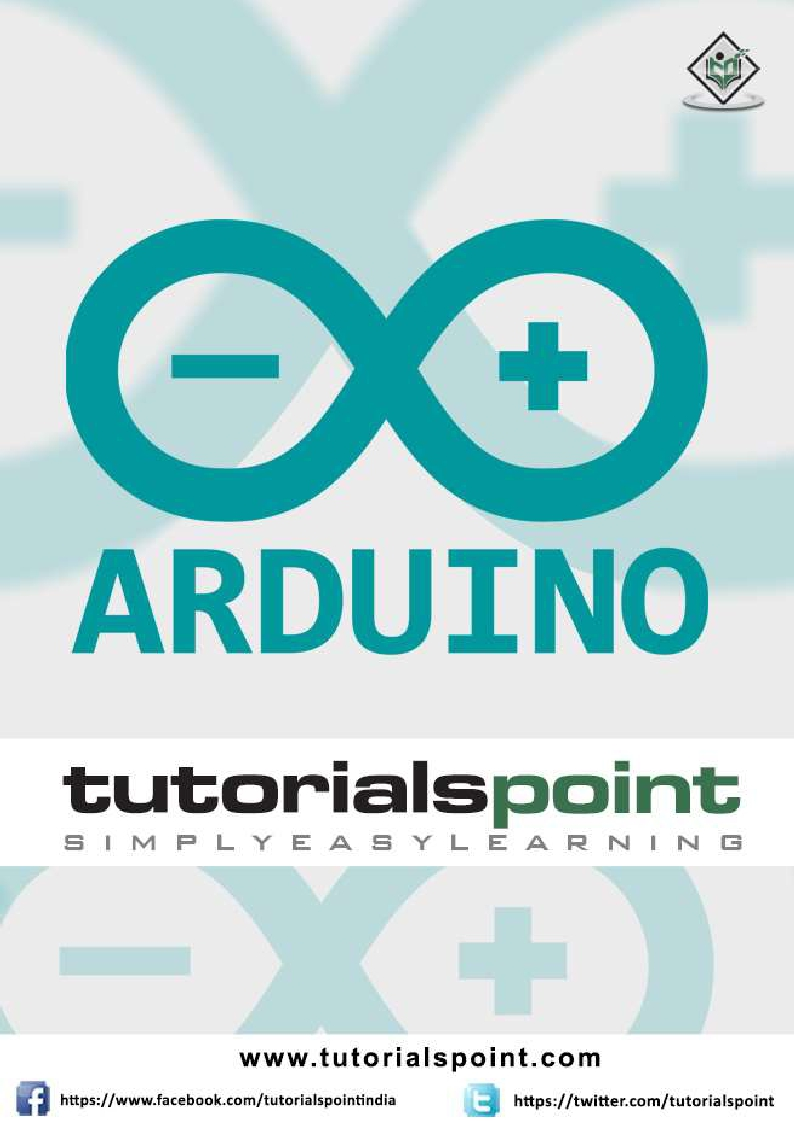 ARDUINO
tutorialspoint
SIMPLYEASYLEARNING
www.tutorialspoint.com
https://www.facebook.com/tutorialspointindia
https://twitter.com/tutorialspoint